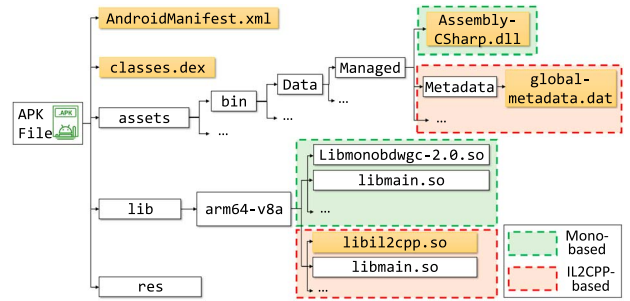 AndroidManifest.xml
classes.dex
APK
File
.APK
assets
bin
...
Data
...
Managed
...
Assembly-
CSharp.dll
Metadata
global-
metadata.dat
...
lib
arm64-v8a
Libmonobdwgc-2.0.so
libmain.so
...
libil2cpp.so
libmain.so
...
res
Mono-
based
IL2CPP-
based